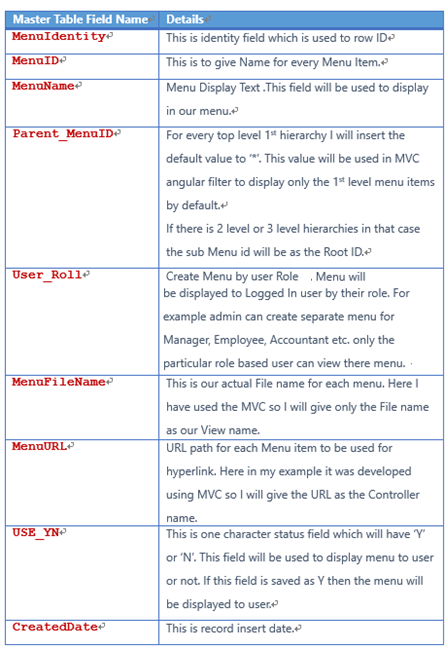 Master Table Field Name Details
MenuIdentity This is identity field which is used to row ID
MenuID This is to give Name for every Menu Item.
MenuName Menu Display Text .This field will be used to display
in our menu.
Parent_MenuID For every top level 1st hierarchy I will insert the
default value to ‘*’. This value will be used in MVC
angular filter to display only the 1st level menu items
by default.
If there is 2 level or 3 level hierarchies in that case
the sub Menu id will be as the Root ID.
User_Roll Create Menu by user Role . Menu will
be displayed to Logged In user by their role. For
example admin can create separate menu for
Manager, Employee, Accountant etc. only the
particular role based user can view there menu.
MenuFileName This is our actual File name for each menu. Here I
have used the MVC so I will give only the File name
as our View name.
MenuURL URL path for each Menu item to be used for
hyperlink. Here in my example it was developed
using MVC so I will give the URL as the Controller
name.
USE_YN This is one character status field which will have ‘Y’
or ‘N’. This field will be used to display menu to user
or not. If this field is saved as Y then the menu will
be displayed to user.
CreatedDate This is record insert date.